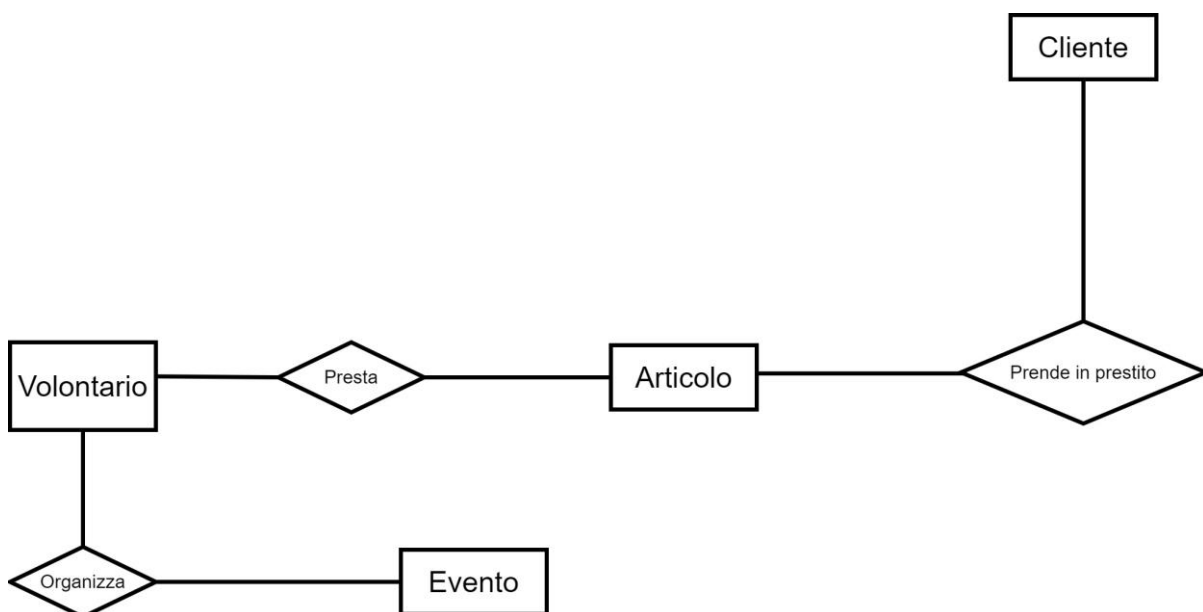 Cliente
Volontario
Presta
Articolo
Prende in prestito
Organizza
Evento